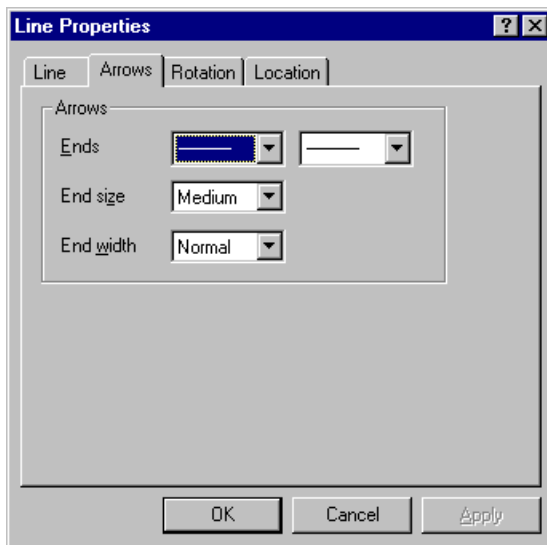 Line Properties
Line Arrows Rotation Location
Arrows
Ends
End size Medium
End width Normal
OK Cancel Apply